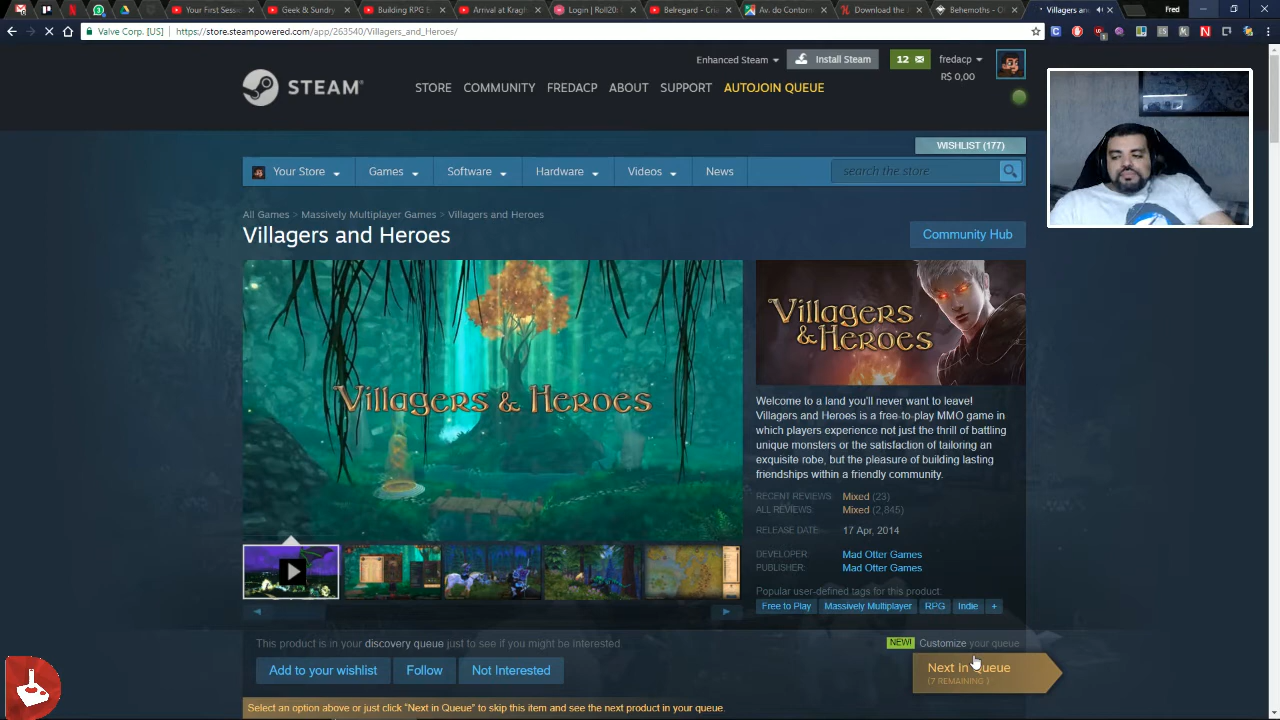 Your First Sess
Geek & Sundry
Building RPG E
Arrival at Kragh
Login | Roll20:
Belregard - Cria
Av. do Contorn
Download the J
Behemoths - O
Villagers an
Fred
Valve Corp. [US]
https://store.steampowered.com/app/263540/Villagers_and_Heroes/
Enhanced Steam
Install Steam
12
fredacp
R$ 0,00
STEAM
STORE COMMUNITY FREDACP ABOUT SUPPORT AUTOJOIN QUEUE
WISHLIST (177)
Your Store Games Software Hardware Videos News
search the store
All Games > Massively Multiplayer Games > Villagers and Heroes
Villagers and Heroes
Community Hub
Villagers & Heroes
Villagers
& Heroes
Welcome to a land you'll never want to leave!
Villagers and Heroes is a free-to-play MMO game in
which players experience not just the thrill of battling
unique monsters or the satisfaction of tailoring an
exquisite robe, but the pleasure of building lasting
friendships within a friendly community.
RECENT REVIEWS: Mixed (23)
ALL REVIEWS: Mixed (2,845)
RELEASE DATE: 17 Apr, 2014
DEVELOPER: Mad Otter Games
PUBLISHER: Mad Otter Games
Popular user-defined tags for this product:
Free to Play Massively Multiplayer RPG Indie +
This product is in your discovery queue just to see if you might be interested.
NEW! Customize your queue
Add to your wishlist Follow Not Interested
Next In Queue
(7 REMAINING )
Select an option above or just click "Next in Queue" to skip this item and see the next product in your queue.